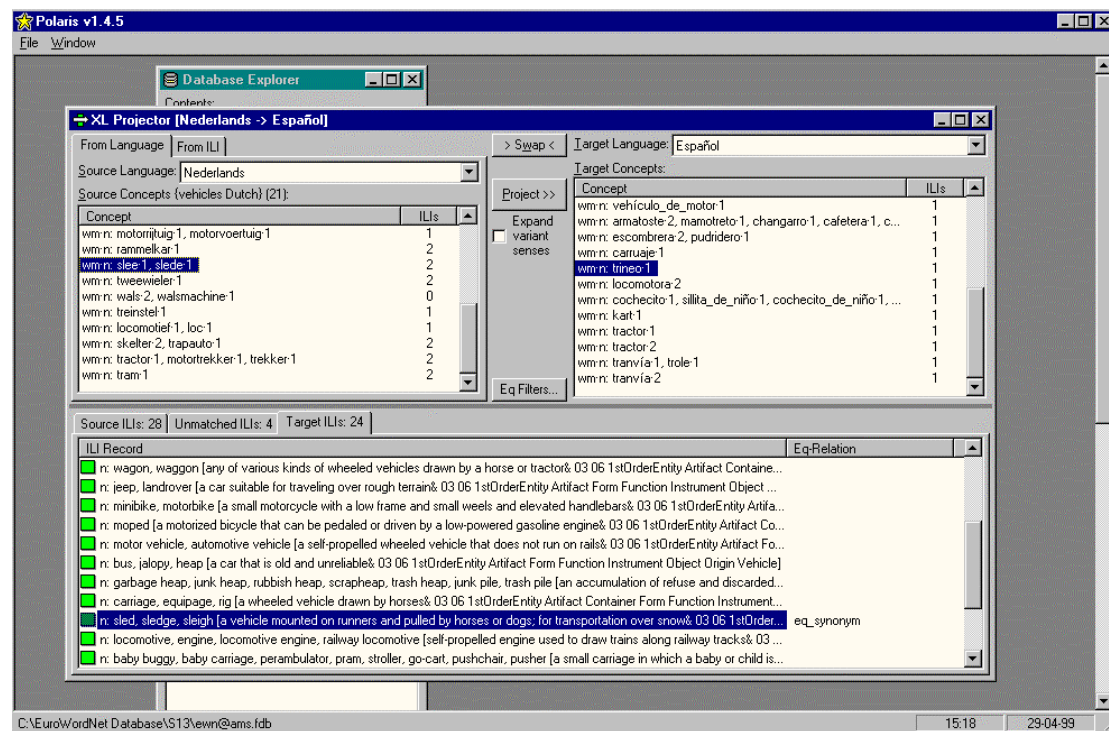 Polaris v1.4.5
File Window
Database Explorer
Contents:
XL Projector [Nederlands -> Español]
From Language From ILI
Source Language: Nederlands
Source Concepts {vehicles Dutch} (21):
Concept ILIs
wm·n: motorrijtuig·1, motorvoertuig·1 1
wm·n: rammelkar·1 2
wm·n: slee·1, slede·1 2
wm·n: tweewieler·1 2
wm·n: wals·2, walsmachine·1 0
wm·n: treinstel·1 1
wm·n: locomotief·1, loc·1 1
wm·n: skelter·2, trapauto·1 2
wm·n: tractor·1, motortrekker·1, trekker·1 2
wm·n: tram·1 2
> Swap <
Project >>
Expand
variant
senses
Eq Filters...
Target Language: Español
Target Concepts:
Concept ILIs
wm·n: vehículo_de_motor·1 1
wm·n: armatoste·2, mamotreto·1, changarro·1, cafetera·1, c... 1
wm·n: escombrera·2, pudridero·1 1
wm·n: carruaje·1 1
wm·n: trineo·1 1
wm·n: locomotora·2 1
wm·n: cochecito·1, sillita_de_niño·1, cochecito_de_niño·1, ... 1
wm·n: kart·1 1
wm·n: tractor·1 1
wm·n: tractor·2 1
wm·n: tranvía·1, trole·1 1
wm·n: tranvía·2 1
Source ILIs: 28 Unmatched ILIs: 4 Target ILIs: 24
ILI Record Eq-Relation
n: wagon, waggon [any of various kinds of wheeled vehicles drawn by a horse or tractor& 03 06 1stOrderEntity Artifact Containe...
n: jeep, landrover [a car suitable for traveling over rough terrain& 03 06 1stOrderEntity Artifact Form Function Instrument Object ...
n: minibike, motorbike [a small motorcycle with a low frame and small weels and elevated handlebars& 03 06 1stOrderEntity Artifa...
n: moped [a motorized bicycle that can be pedaled or driven by a low-powered gasoline engine& 03 06 1stOrderEntity Artifact Co...
n: motor vehicle, automotive vehicle [a self-propelled wheeled vehicle that does not run on rails& 03 06 1stOrderEntity Artifact Fo...
n: bus, jalopy, heap [a car that is old and unreliable& 03 06 1stOrderEntity Artifact Form Function Instrument Object Origin Vehicle]
n: garbage heap, junk heap, rubbish heap, scrapheap, trash heap, junk pile, trash pile [an accumulation of refuse and discarded...
n: carriage, equipage, rig [a wheeled vehicle drawn by horses& 03 06 1stOrderEntity Artifact Container Form Function Instrument...
n: sled, sledge, sleigh [a vehicle mounted on runners and pulled by horses or dogs; for transportation over snow& 03 06 1stOrder... eq_synonym
n: locomotive, engine, locomotive engine, railway locomotive [self-propelled engine used to draw trains along railway tracks& 03 ...
n: baby buggy, baby carriage, perambulator, pram, stroller, go-cart, pushchair, pusher [a small carriage in which a baby or child is...
C:\EuroWordNet Database\S13\ewn@ams.fdb 15:18 29-04-99